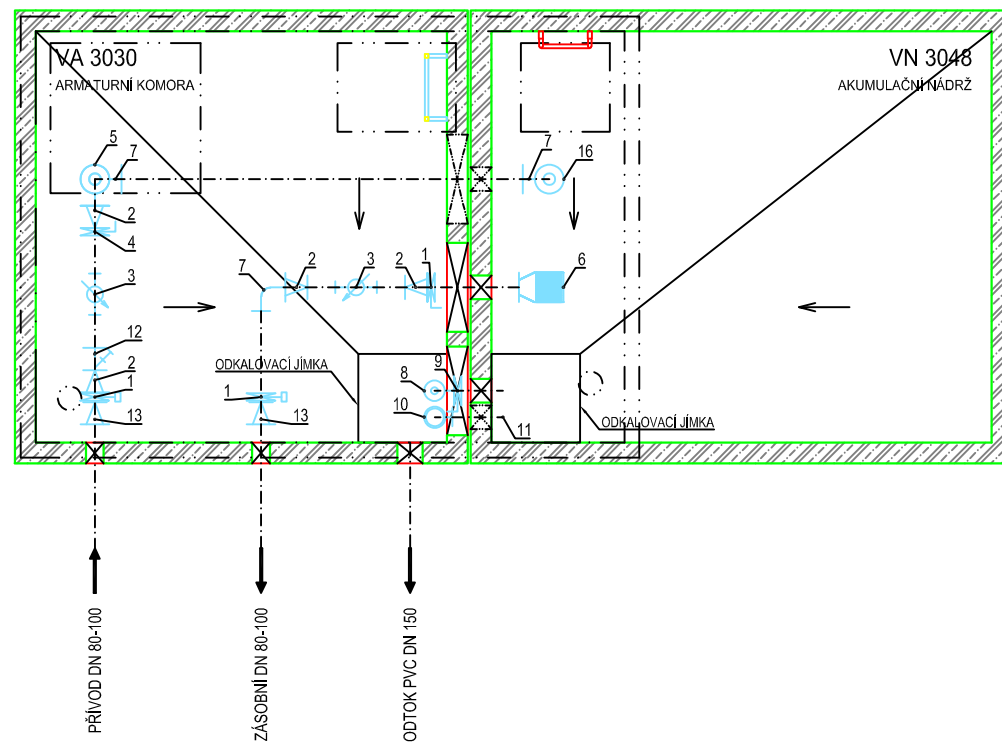 VA 3030
ARMATURNÍ KOMORA
VN 3048
AKUMULAČNÍ NÁDRŽ
5
7
7
16
2
4
7
2
3
2
1
6
3
12
2
1
13
1
13
ODKALOVACÍ JÍMKA
8
9
10
11
ODKALOVACÍ JÍMKA
PŘÍVOD DN 80-100
ZÁSOBNÍ DN 80-100
ODTOK PVC DN 150